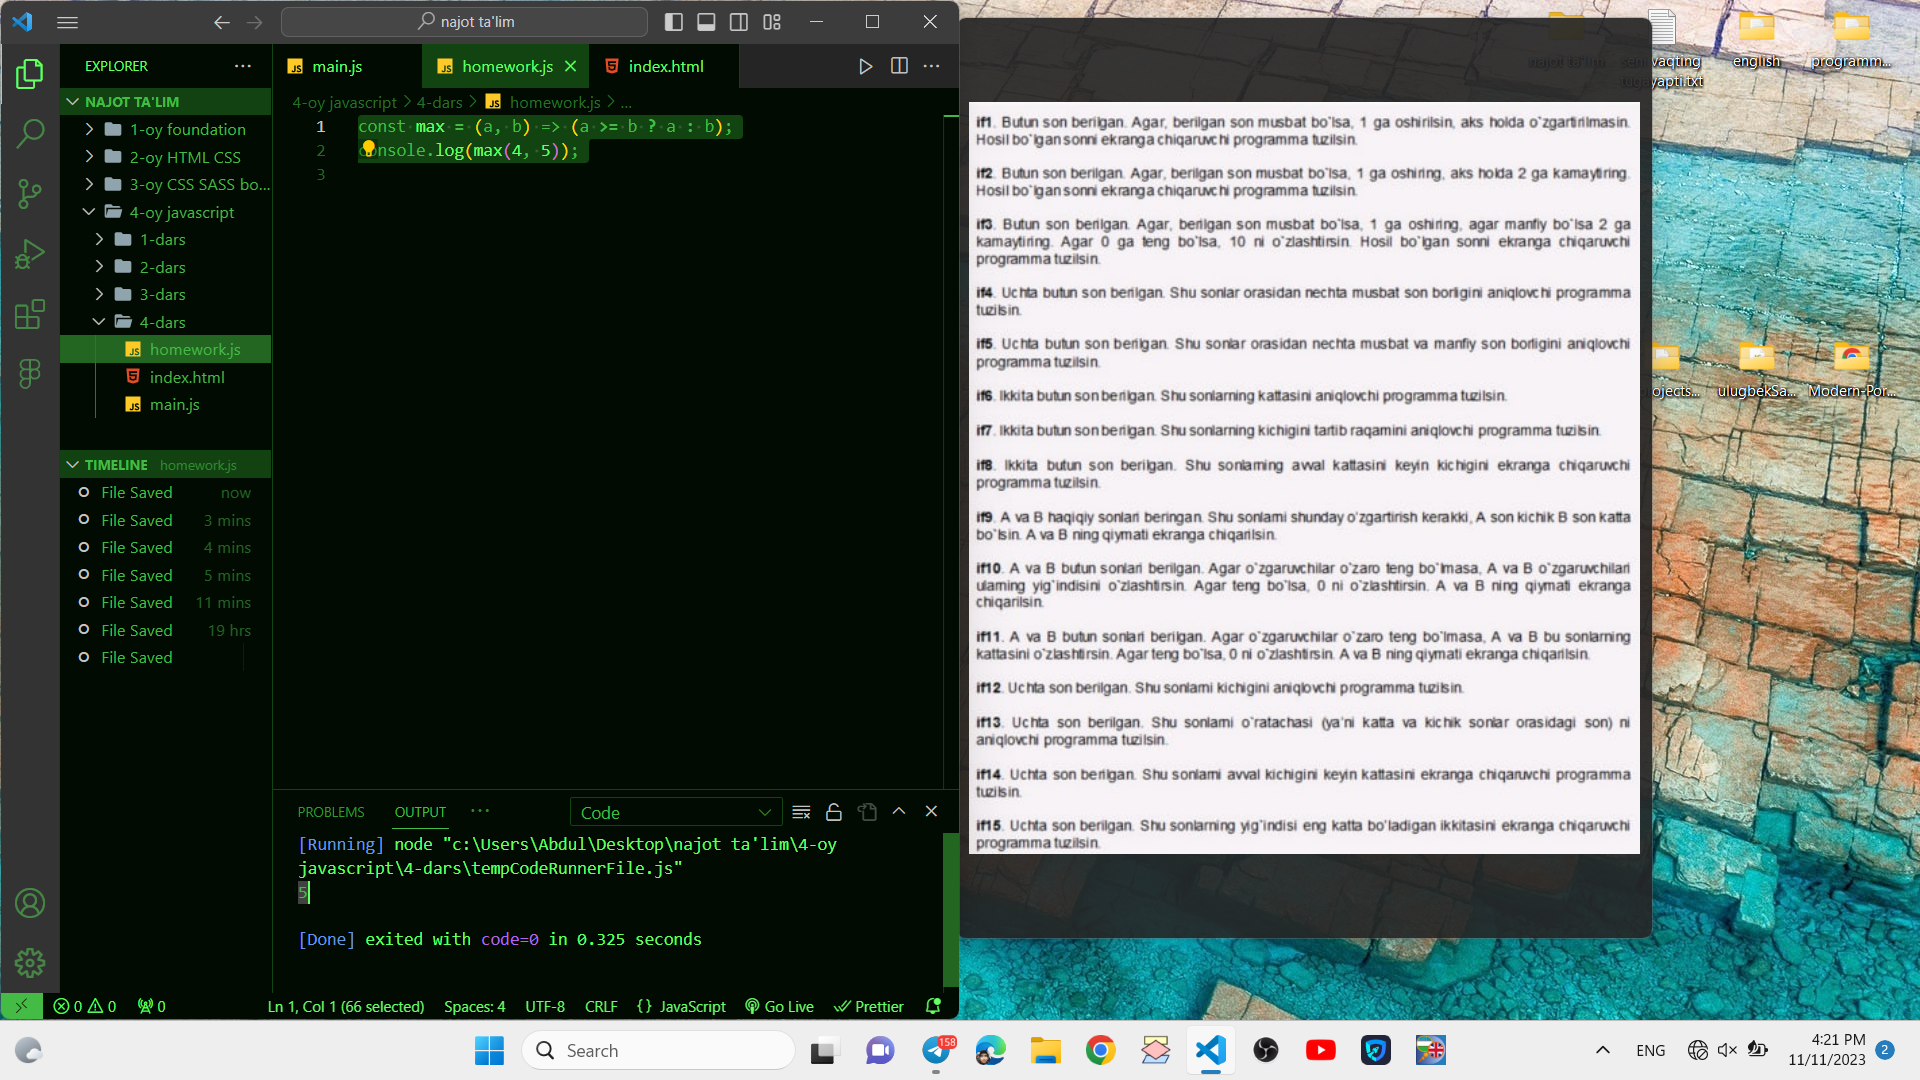 najot ta'lim
EXPLORER
NAJOT TA'LIM
1-oy foundation
2-oy HTML CSS
3-oy CSS SASS bo...
4-oy javascript
1-dars
2-dars
3-dars
4-dars
homework.js
index.html
main.js
TIMELINE homework.js
File Saved now
File Saved 3 mins
File Saved 4 mins
File Saved 5 mins
File Saved 11 mins
File Saved 19 hrs
File Saved
main.js homework.js index.html
4-oy javascript > 4-dars > homework.js > ...
1 const max = (a, b) => (a >= b ? a : b);
2 console.log(max(4, 5));
3
PROBLEMS OUTPUT Code
[Running] node "c:\Users\Abdul\Desktop\najot ta'lim\4-oy
javascript\4-dars\tempCodeRunnerFile.js"
5
[Done] exited with code=0 in 0.325 seconds
0 0 0 Ln 1, Col 1 (66 selected) Spaces: 4 UTF-8 CRLF {} JavaScript Go Live Prettier
if1. Butun son berilgan. Agar, berilgan son musbat bo`lsa, 1 ga oshirilsin, aks holda o`zgartirilmasin.
Hosil bo`lgan sonni ekranga chiqaruvchi programma tuzilsin.
if2. Butun son berilgan. Agar, berilgan son musbat bo`lsa, 1 ga oshiring, aks holda 2 ga kamaytiring.
Hosil bo`lgan sonni ekranga chiqaruvchi programma tuzilsin.
if3. Butun son berilgan. Agar, berilgan son musbat bo`lsa, 1 ga oshiring, agar manfiy bo`lsa 2 ga
kamaytiring. Agar 0 ga teng bo`lsa, 10 ni o`zlashtirsin. Hosil bo`lgan sonni ekranga chiqaruvchi
programma tuzilsin.
if4. Uchta butun son berilgan. Shu sonlar orasidan nechta musbat son borligini aniqlovchi programma
tuzilsin.
if5. Uchta butun son berilgan. Shu sonlar orasidan nechta musbat va manfiy son borligini aniqlovchi
programma tuzilsin.
if6. Ikkita butun son berilgan. Shu sonlarning kattasini aniqlovchi programma tuzilsin.
if7. Ikkita butun son berilgan. Shu sonlarning kichigini tartib raqamini aniqlovchi programma tuzilsin.
if8. Ikkita butun son berilgan. Shu sonlarning avval kattasini keyin kichigini ekranga chiqaruvchi
programma tuzilsin.
if9. A va B haqiqiy sonlari beringan. Shu sonlarni shunday o`zgartirish kerakki, A son kichik B son katta
bo`lsin. A va B ning qiymati ekranga chiqarilsin.
if10. A va B butun sonlari berilgan. Agar o`zgaruvchilar o`zaro teng bo`lmasa, A va B o`zgaruvchilari
ularning yig`indisini o`zlashtirsin. Agar teng bo`lsa, 0 ni o`zlashtirsin. A va B ning qiymati ekranga
chiqarilsin.
if11. A va B butun sonlari berilgan. Agar o`zgaruvchilar o`zaro teng bo`lmasa, A va B bu sonlarning
kattasini o`zlashtirsin. Agar teng bo`lsa, 0 ni o`zlashtirsin. A va B ning qiymati ekranga chiqarilsin.
if12. Uchta son berilgan. Shu sonlarni kichigini aniqlovchi programma tuzilsin.
if13. Uchta son berilgan. Shu sonlarni o`ratachasi (ya'ni katta va kichik sonlar orasidagi son) ni
aniqlovchi programma tuzilsin.
if14. Uchta son berilgan. Shu sonlarni avval kichigini keyin kattasini ekranga chiqaruvchi programma
tuzilsin.
if15. Uchta son berilgan. Shu sonlarning yig`indisi eng katta bo'ladigan ikkitasini ekranga chiqaruvchi
programma tuzilsin.
najot ta'lim
english
programm...
ulugbekSa...
Modern-Por...
Search
158
ENG
4:21 PM
11/11/2023
2